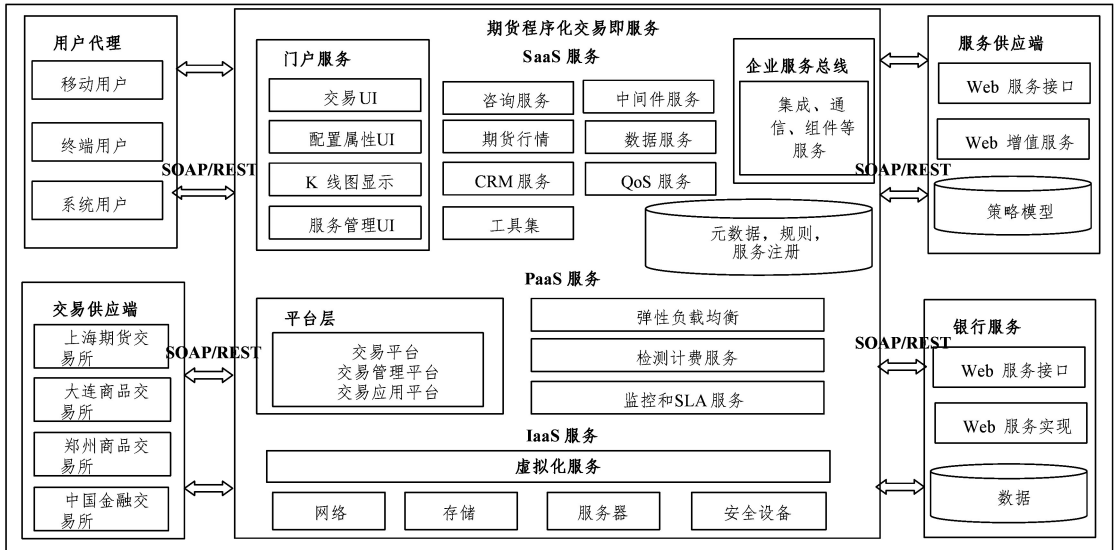 用户代理
移动用户
终端用户
系统用户
SOAP/REST
交易供应端
上海期货交
易所
大连商品交
易所
郑州商品交
易所
中国金融交
易所
SOAP/REST
期货程序化交易即服务
SaaS 服务
门户服务
交易UI
配置属性UI
K 线图显示
服务管理UI
咨询服务
中间件服务
期货行情
数据服务
CRM 服务
QoS 服务
工具集
企业服务总线
集成、通
信、组件等
服务
元数据，规则，
服务注册
PaaS 服务
平台层
交易平台
交易管理平台
交易应用平台
弹性负载均衡
检测计费服务
监控和SLA 服务
IaaS 服务
虚拟化服务
网络
存储
服务器
安全设备
服务供应端
Web 服务接口
Web 增值服务
SOAP/REST
策略模型
银行服务
SOAP/REST
Web 服务接口
Web 服务实现
数据